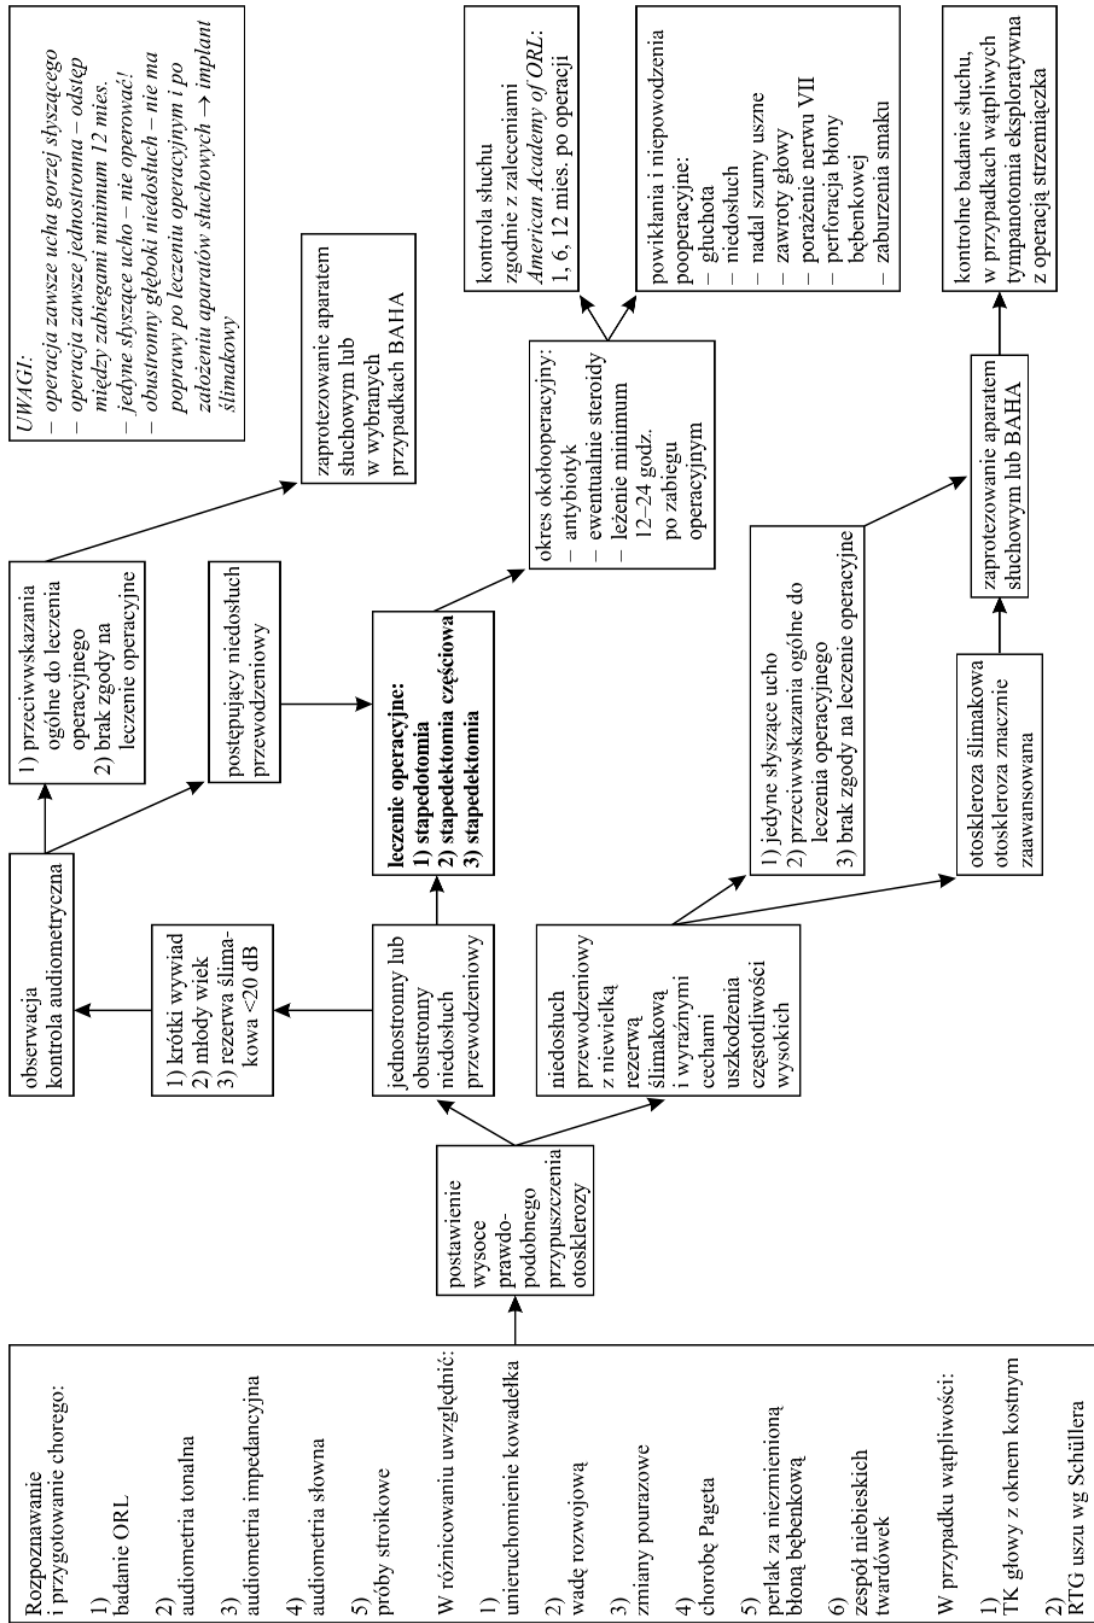 Rozpoznawanie
i przygotowanie chorego:
1)
badanie ORL
2)
audiometria tonalna
3)
audiometria impedancyjna
4)
audiometria słowna
5)
próby stroikowe
W różnicowaniu uwzględnić:
1)
unieruchomienie kowadełka
2)
wadę rozwojową
3)
zmiany pourazowe
4)
chorobę Pageta
5)
perlak za niezmienioną
błoną bębenkową
6)
zespół niebieskich
twardówek
W przypadku wątpliwości:
1)
TK głowy z oknem kostnym
2)
RTG uszu wg Schüllera
postawienie
wysoce
prawdo-
podobnego
przypuszczenia
otosklerozy
obserwacja
kontrola audiometryczna
1) krótki wywiad
2) młody wiek
3) rezerwa ślima-
kowa <20 dB
jednostronny lub
obustronny
niedosłuch
przewodzeniowy
niedosłuch
przewodzeniowy
z niewielką
rezerwą
ślimakową
i wyraźnymi
cechami
uszkodzenia
częstotliwości
wysokich
1) przeciwwskazania
ogólne do leczenia
operacyjnego
2) brak zgody na
leczenie operacyjne
postępujący niedosłuch
przewodzeniowy
leczenie operacyjne:
1) stapedotomia
2) stapedektomia częściowa
3) stapedektomia
1) jedyne słyszące ucho
2) przeciwwskazania ogólne do
leczenia operacyjnego
3) brak zgody na leczenie operacyjne
otoskleroza ślimakowa
otoskleroza znacznie
zaawansowana
UWAGI:
– operacja zawsze ucha gorzej słyszącego
– operacja zawsze jednostronna – odstęp
między zabiegami minimum 12 mies.
– jedyne słyszące ucho – nie operować!
– obustronny głęboki niedosłuch – nie ma
poprawy po leczeniu operacyjnym i po
założeniu aparatów słuchowych → implant
ślimakowy
zaprotezowanie aparatem
słuchowym lub
w wybranych
przypadkach BAHA
okres okołooperacyjny:
– antybiotyk
– ewentualnie steroidy
– leżenie minimum
12–24 godz.
po zabiegu
operacyjnym
zaprotezowanie aparatem
słuchowym lub BAHA
kontrola słuchu
zgodnie z zaleceniami
American Academy of ORL:
1, 6, 12 mies. po operacji
powikłania i niepowodzenia
pooperacyjne:
– głuchota
– niedosłuch
– nadal szumy uszne
– zawroty głowy
– porażenie nerwu VII
– perforacja błony
bębenkowej
– zaburzenia smaku
kontrolne badanie słuchu,
w przypadkach wątpliwych
tympanotomia eksploratywna
z operacją strzemiączka